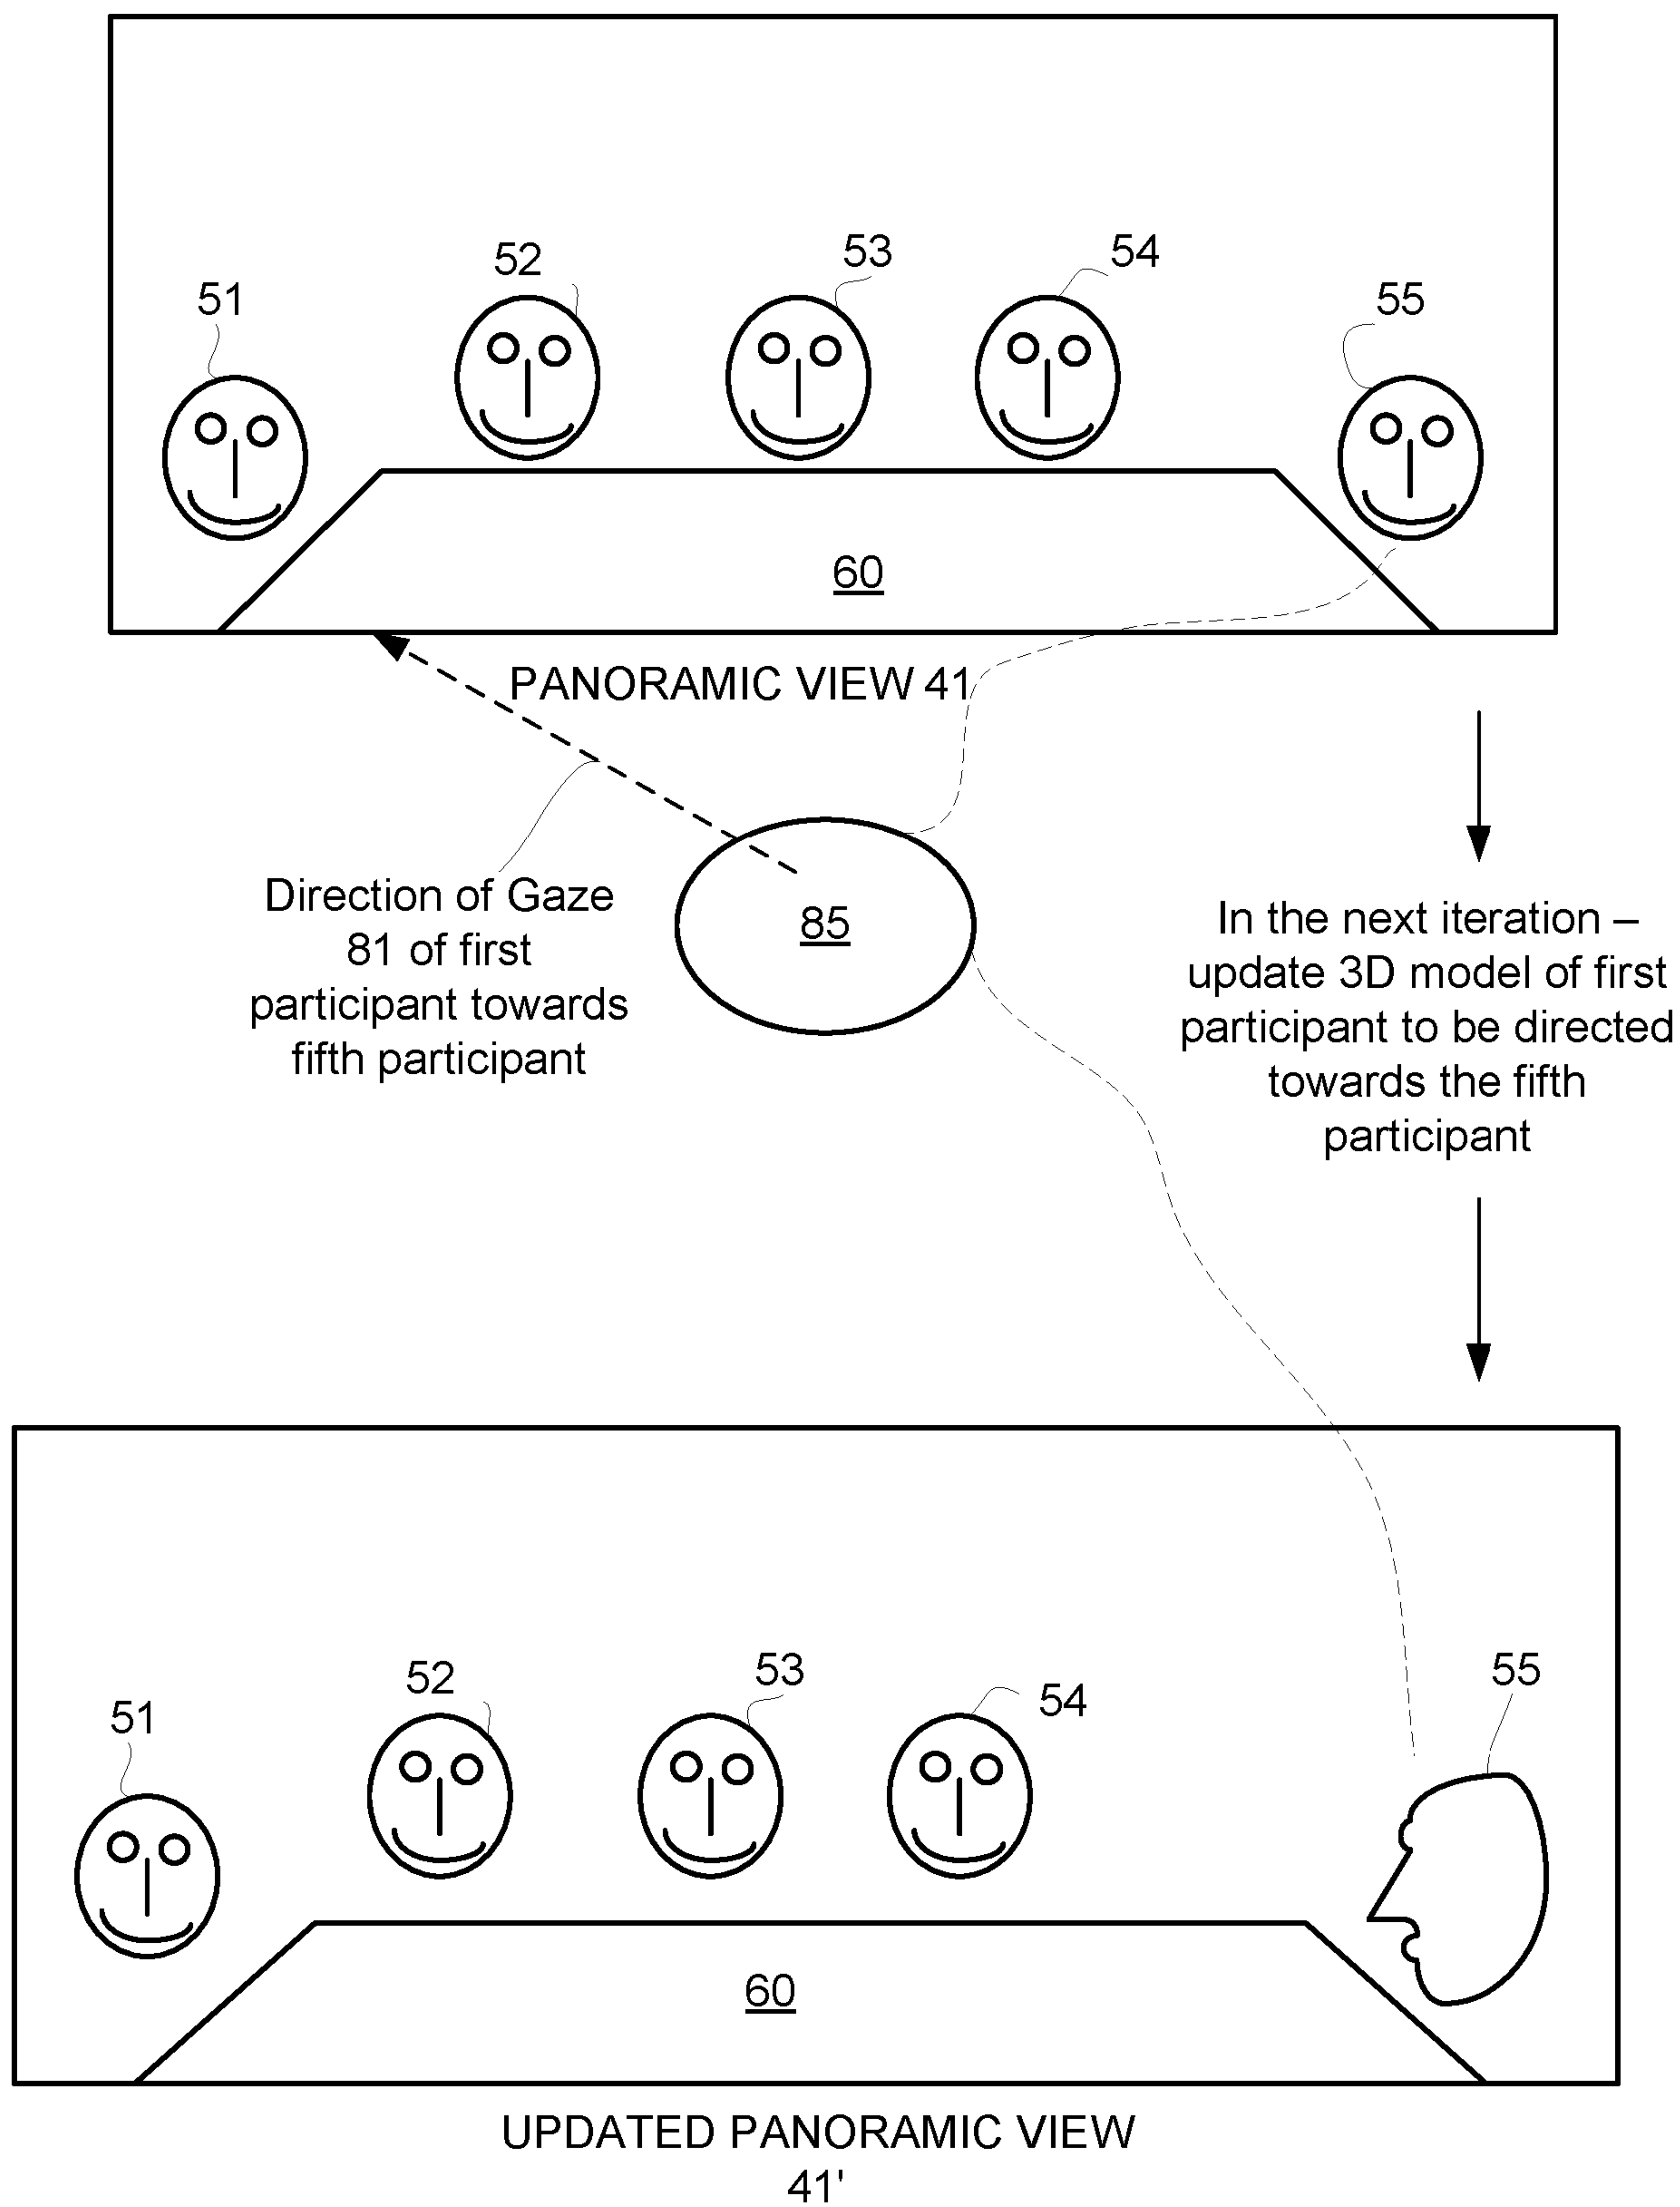 53
54
52
51
55
60
PANORAMIC VIEW 41
Direction of Gaze
81 of first
participant towards
fifth participant
85
In the next iteration –
update 3D model of first
participant to be directed
towards the fifth
participant
52
53
54
55
51
60
UPDATED PANORAMIC VIEW
41'